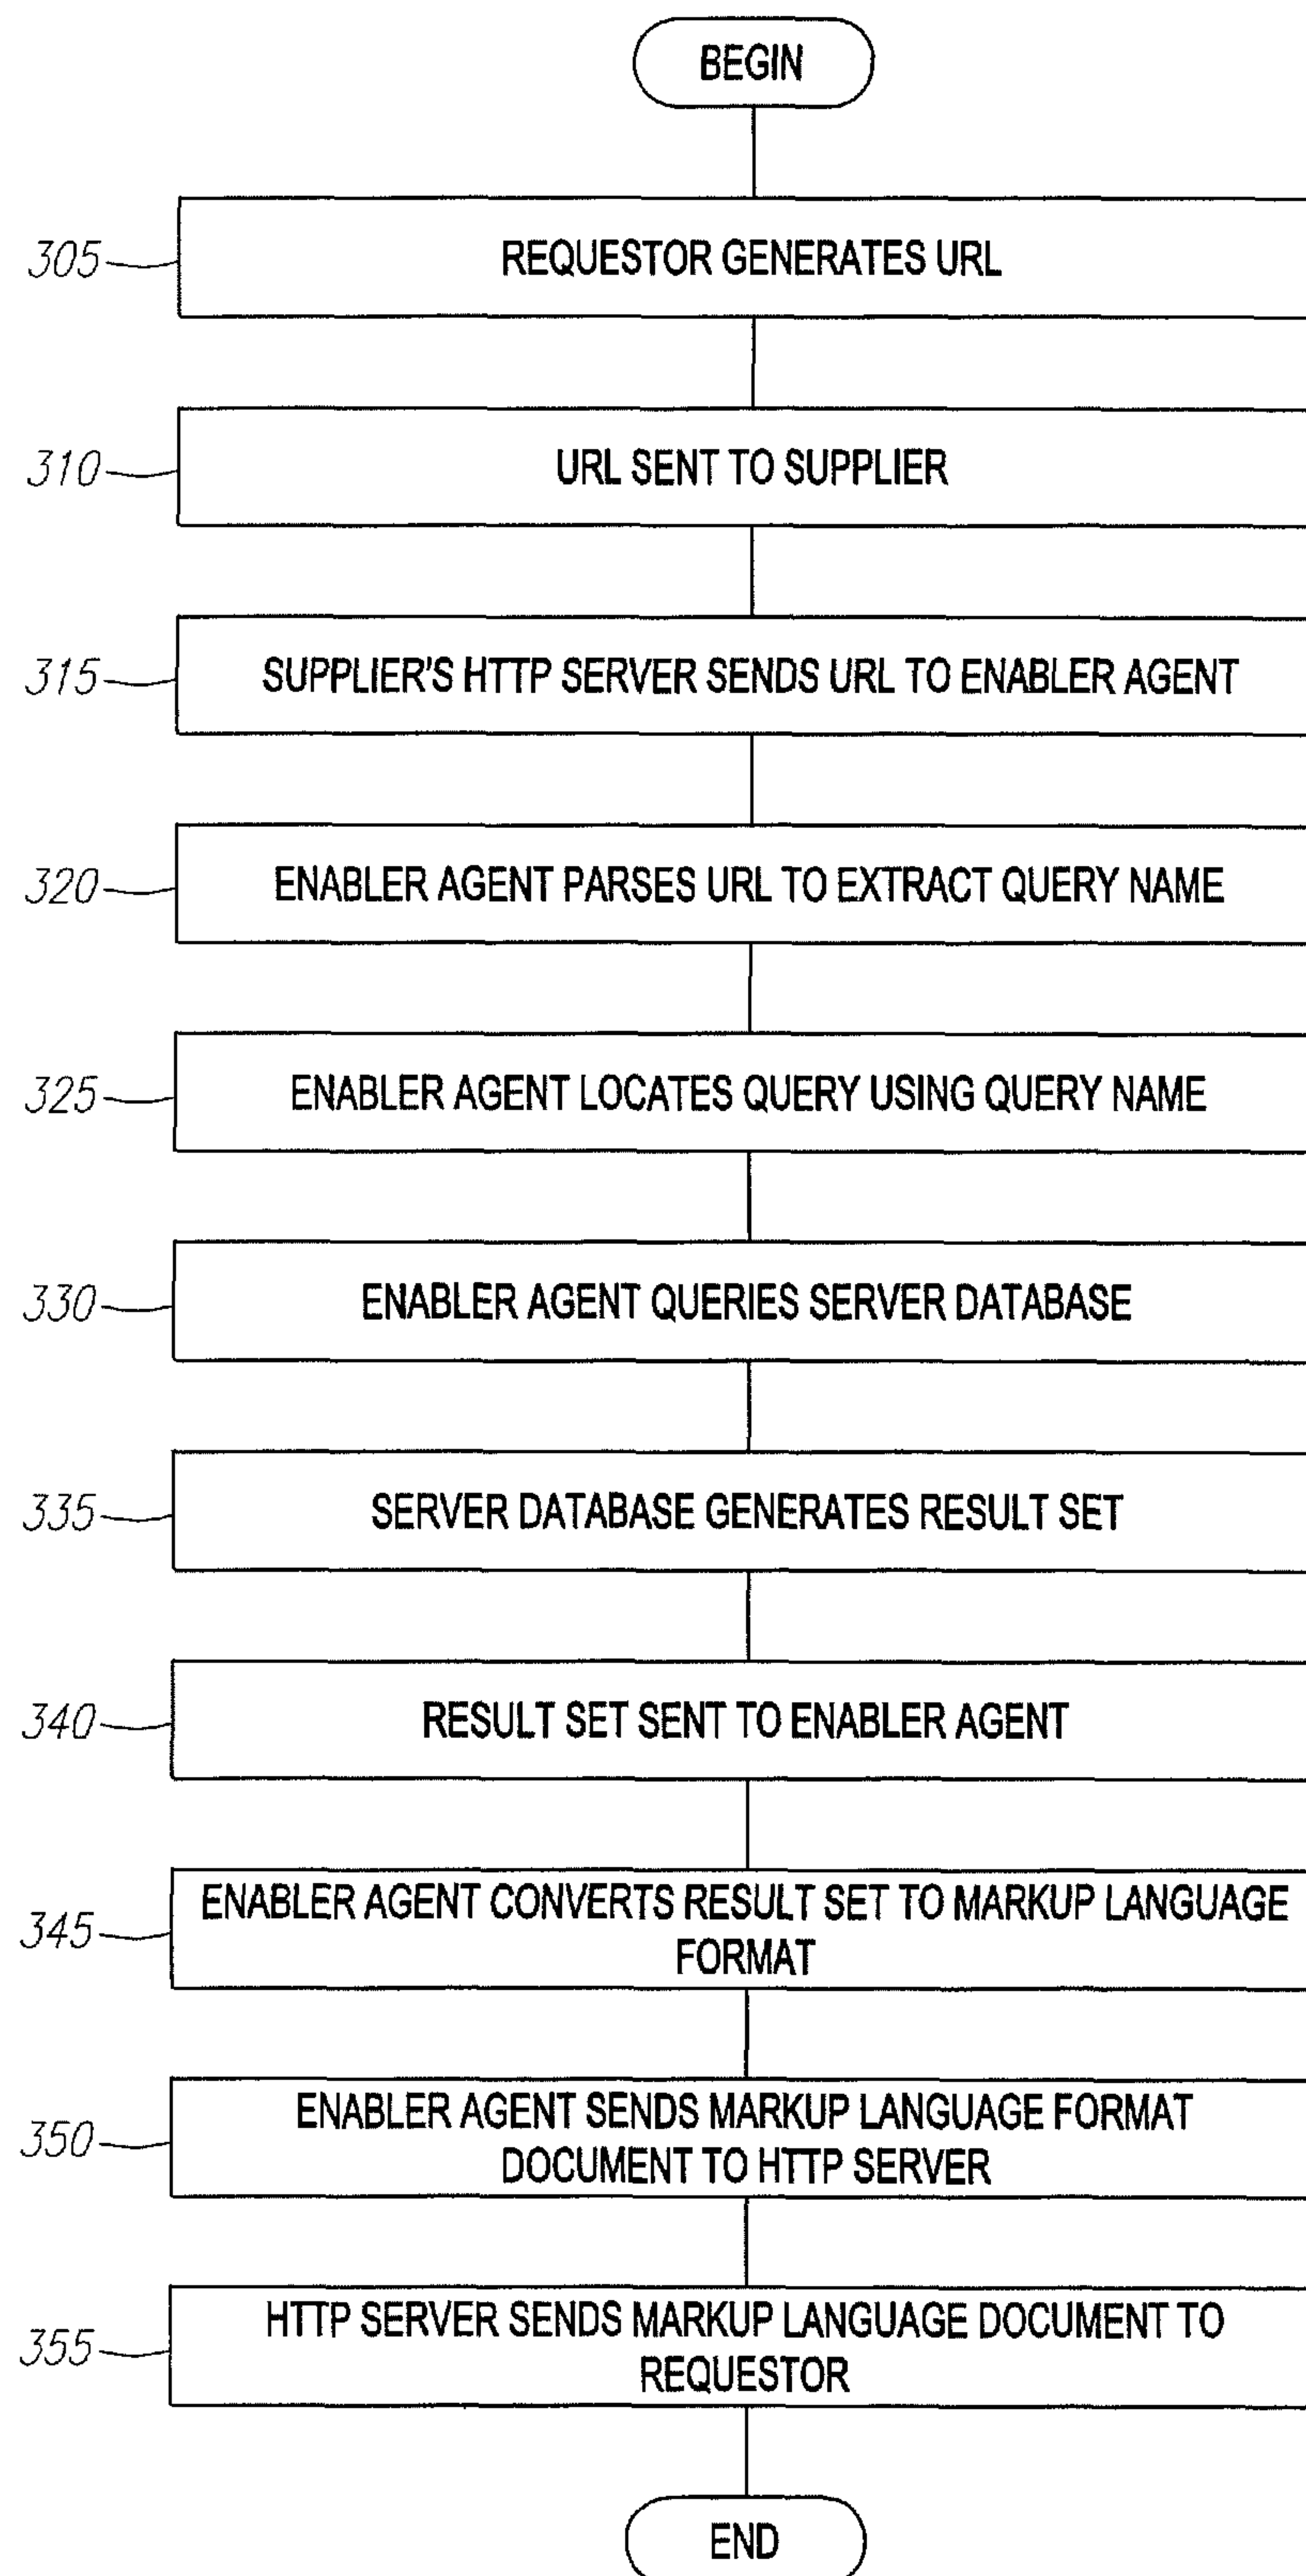 BEGIN
305
REQUESTOR GENERATES URL
310
URL SENT TO SUPPLIER
315
SUPPLIER'S HTTP SERVER SENDS URL TO ENABLER AGENT
320
ENABLER AGENT PARSES URL TO EXTRACT QUERY NAME
325
ENABLER AGENT LOCATES QUERY USING QUERY NAME
330
ENABLER AGENT QUERIES SERVER DATABASE
335
SERVER DATABASE GENERATES RESULT SET
340
RESULT SET SENT TO ENABLER AGENT
345
ENABLER AGENT CONVERTS RESULT SET TO MARKUP LANGUAGE
FORMAT
350
ENABLER AGENT SENDS MARKUP LANGUAGE FORMAT
DOCUMENT TO HTTP SERVER
355
HTTP SERVER SENDS MARKUP LANGUAGE DOCUMENT TO
REQUESTOR
END